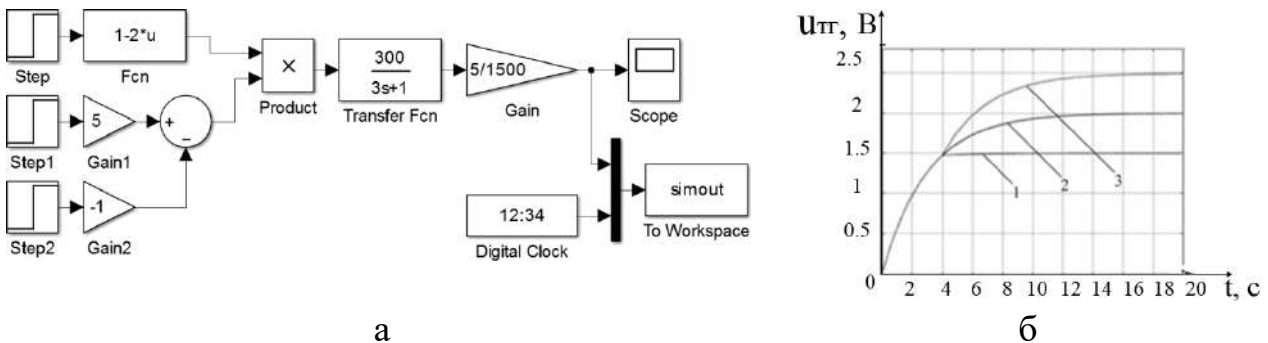 Step
1-2*u
Fcn
Step1
5
Gain1
+
−
Step2
-1
Gain2
×
Product
300
3s+1
Transfer Fcn
5/1500
Gain
Scope
12:34
Digital Clock
simout
To Workspace
а
uтг, В
2.5
2
1.5
1
0.5
0
1
2
3
2 4 6 8 10 12 14 16 18 20 t, с
б